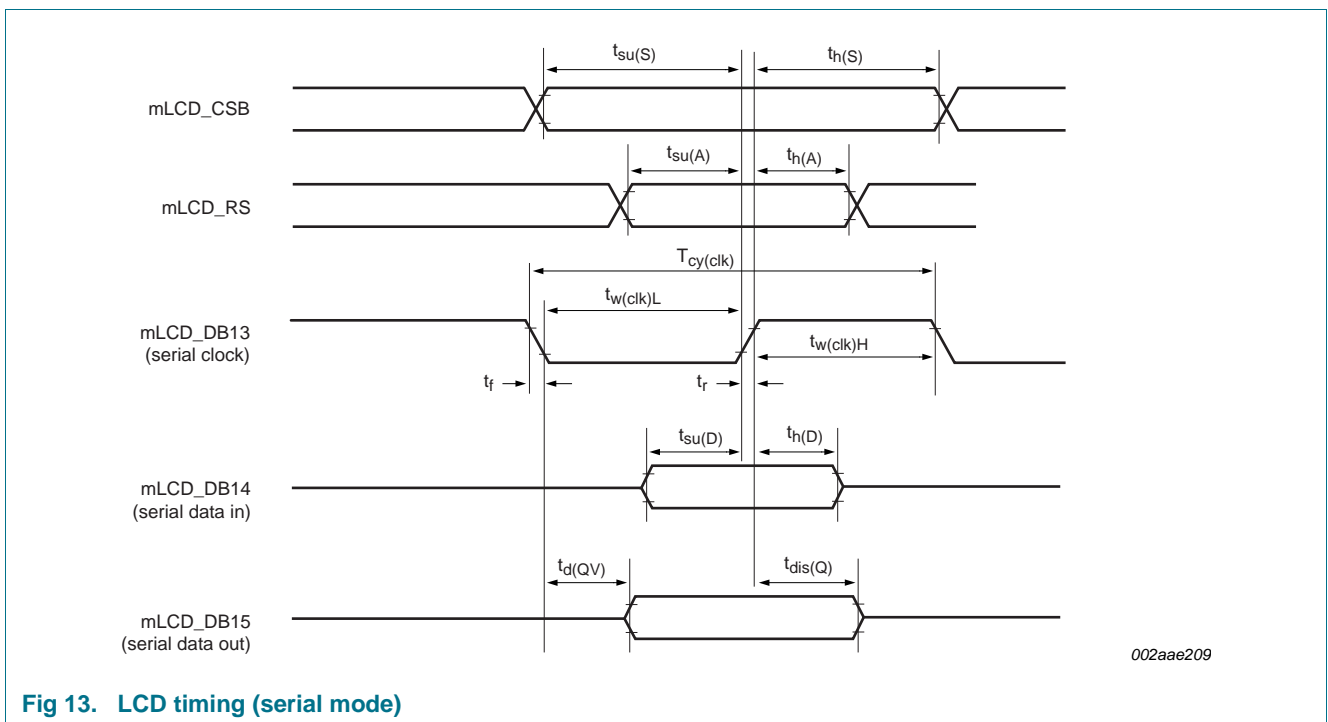 tsu(S)
th(S)
mLCD_CSB
tsu(A)
th(A)
mLCD_RS
Tcy(clk)
tw(clk)L
mLCD_DB13
(serial clock)
tw(clk)H
tf
tr
tsu(D)
th(D)
mLCD_DB14
(serial data in)
td(QV)
tdis(Q)
mLCD_DB15
(serial data out)
002aae209
Fig 13. LCD timing (serial mode)